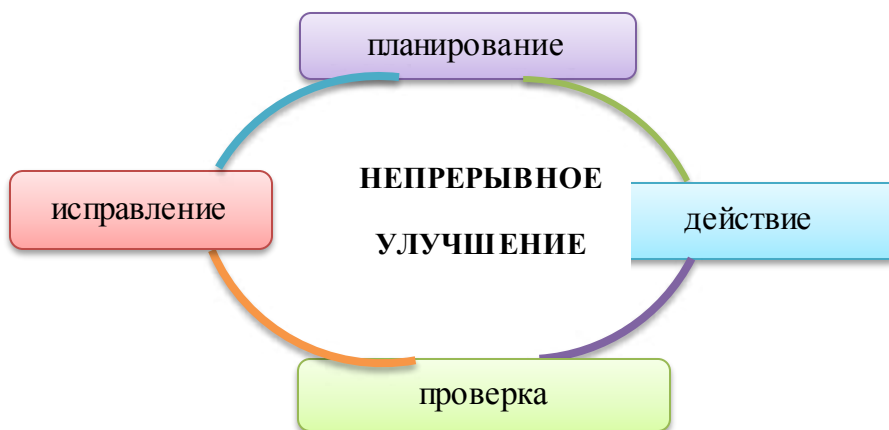 планирование
НЕПРЕРЫВНОЕ
УЛУЧШЕНИЕ
исправление
действие
проверка